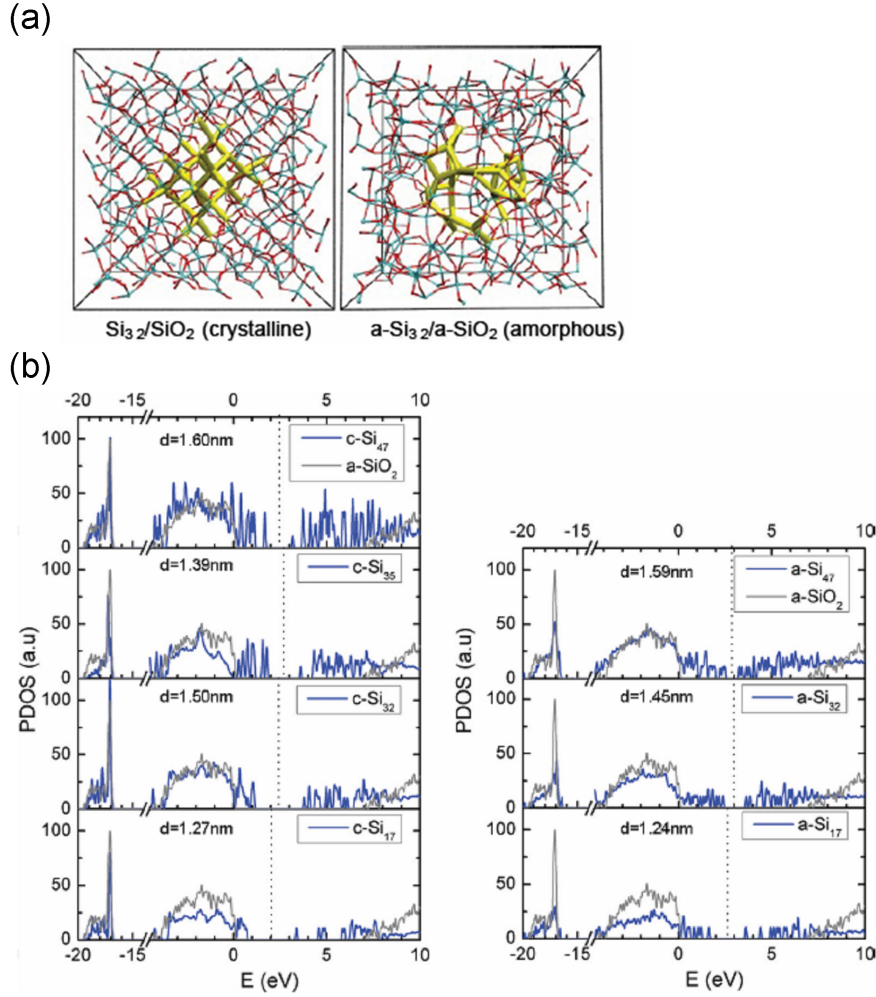 (a)
Si32/SiO2 (crystalline)
a-Si32/a-SiO2 (amorphous)
(b)
-20 -15 0 5 10
100
50
0
d=1.60nm
c-Si47
a-SiO2
100
50
0
d=1.39nm
c-Si35
100
50
0
d=1.50nm
c-Si32
100
50
0
d=1.27nm
c-Si17
-20 -15 0 5 10
PDOS (a.u)
E (eV)
-20 -15 0 5 10
100
50
0
d=1.59nm
a-Si47
a-SiO2
100
50
0
d=1.45nm
a-Si32
100
50
0
d=1.24nm
a-Si17
-20 -15 0 5 10
PDOS (a.u)
E (eV)